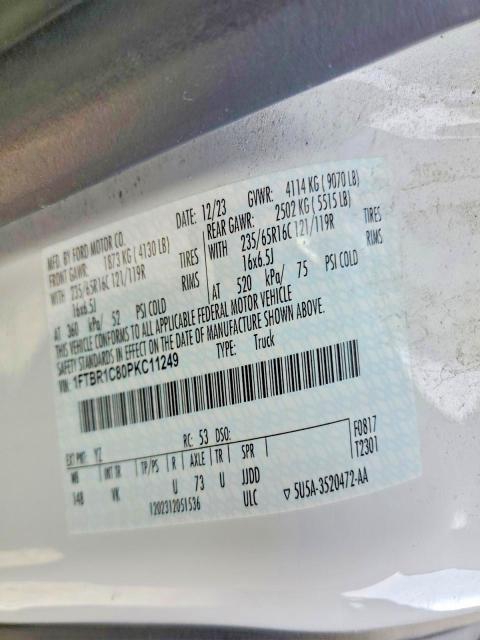 MFD. BY FORD MOTOR CO.
DATE: 12/23 GVWR: 4114 KG ( 9070 LB)
FRONT GAWR: 1873 KG ( 4130 LB) REAR GAWR: 2502 KG ( 5515 LB)
WITH 235/65R16C 121/119R TIRES WITH 235/65R16C 121/119R TIRES
16x6.5J RIMS 16x6.5J RIMS
AT 360 kPa/ 52 PSI COLD AT 520 kPa/ 75 PSI COLD
THIS VEHICLE CONFORMS TO ALL APPLICABLE FEDERAL MOTOR VEHICLE
SAFETY STANDARDS IN EFFECT ON THE DATE OF MANUFACTURE SHOWN ABOVE.
VIN: 1FTBR1C80PKC11249 TYPE: Truck
EXT PNT: YZ RC: 53 DSO:
WB INT TR TP/PS R AXLE TR SPR F0817
148 VK U 73 U JJDD T2301
1202312051536 ULC 5U5A-3520472-AA